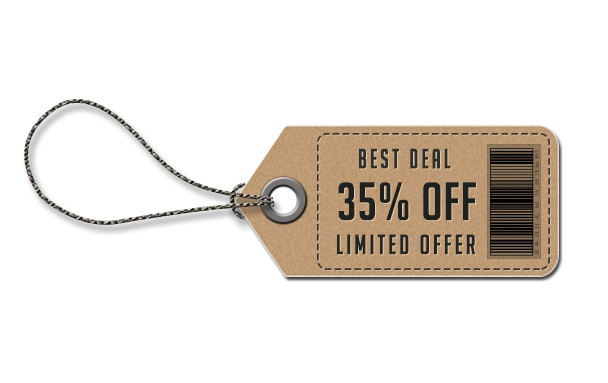 BEST DEAL
35% OFF
LIMITED OFFER